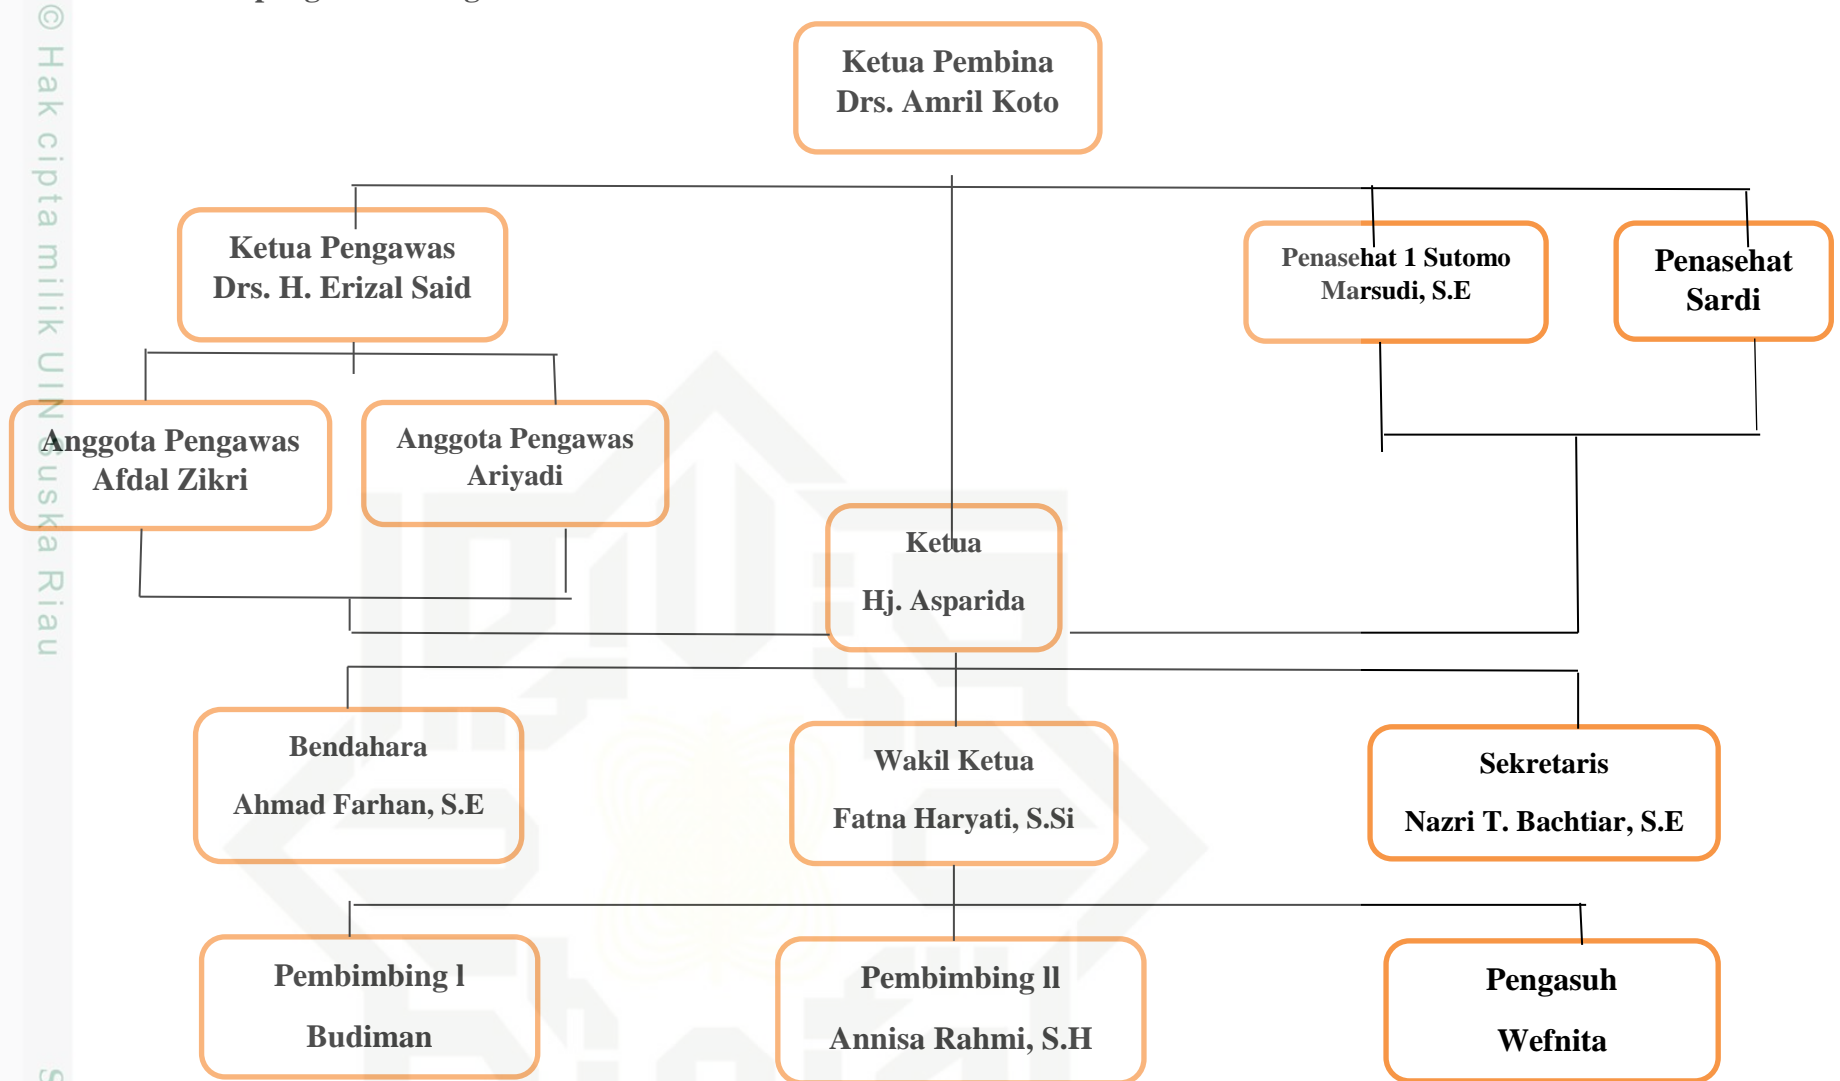 © Hak cipta milik UIN Suska Riau
Ketua Pembina
Drs. Amril Koto
Ketua Pengawas
Drs. H. Erizal Said
Penasehat 1 Sutomo
Marsudi, S.E
Penasehat
Sardi
Anggota Pengawas
Afdal Zikri
Anggota Pengawas
Ariyadi
Ketua
Hj. Asparida
Bendahara
Ahmad Farhan, S.E
Wakil Ketua
Fatna Haryati, S.Si
Sekretaris
Nazri T. Bachtiar, S.E
Pembimbing l
Budiman
Pembimbing ll
Annisa Rahmi, S.H
Pengasuh
Wefnita